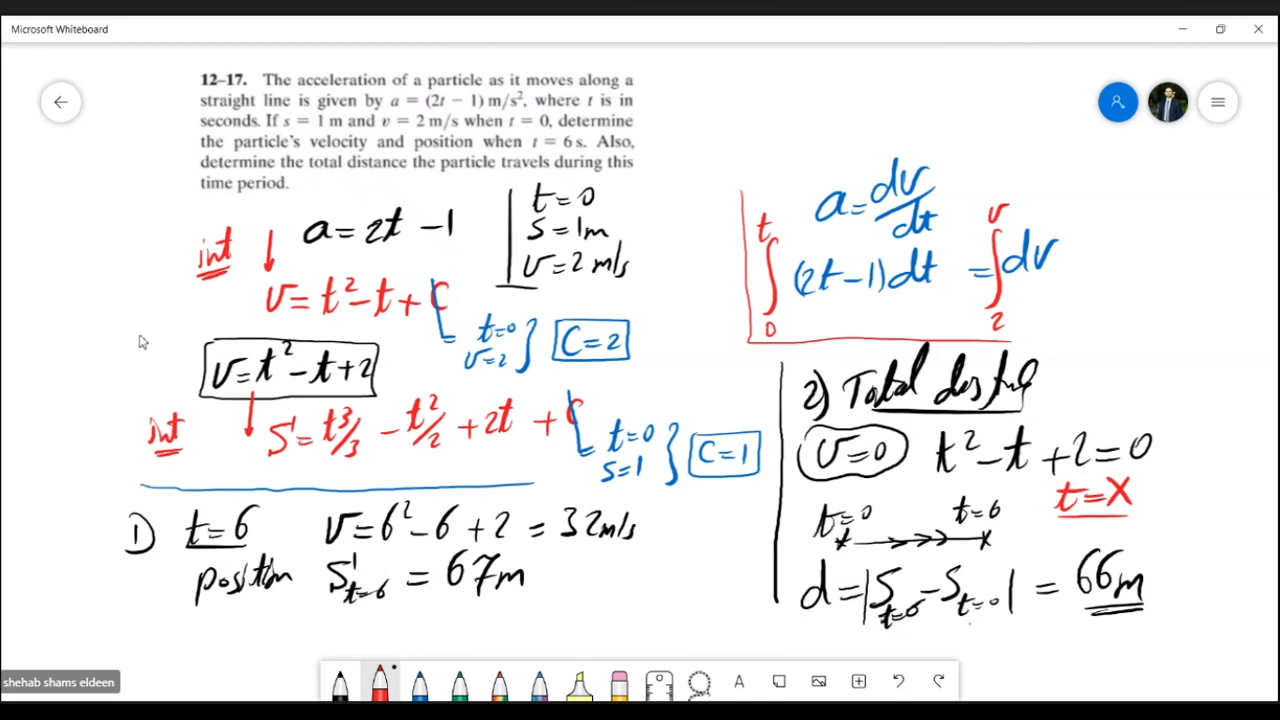 Microsoft Whiteboard
12–17. The acceleration of a particle as it moves along a
straight line is given by a = (2t − 1) m/s², where t is in
seconds. If s = 1 m and v = 2 m/s when t = 0, determine
the particle's velocity and position when t = 6 s. Also,
determine the total distance the particle travels during this
time period.
a = 2t − 1
t = 0
S = 1m
v = 2 m/s
int
v = t² − t + C
t=0
v=2
C = 2
v = t² − t + 2
int
S = t³/3 − t²/2 + 2t + C
t=0
s=1
C = 1
1) t = 6 v = 6² − 6 + 2 = 32 m/s
position S t=6 = 67m
a = dv/dt
∫ 0 t (2t−1)dt = ∫ 2 v dv
2) Total
v=0 t² − t + 2 = 0
t = X
t=0 t=6
d = |S t=6 − S t=0| = 66m
shehab shams eldeen
A